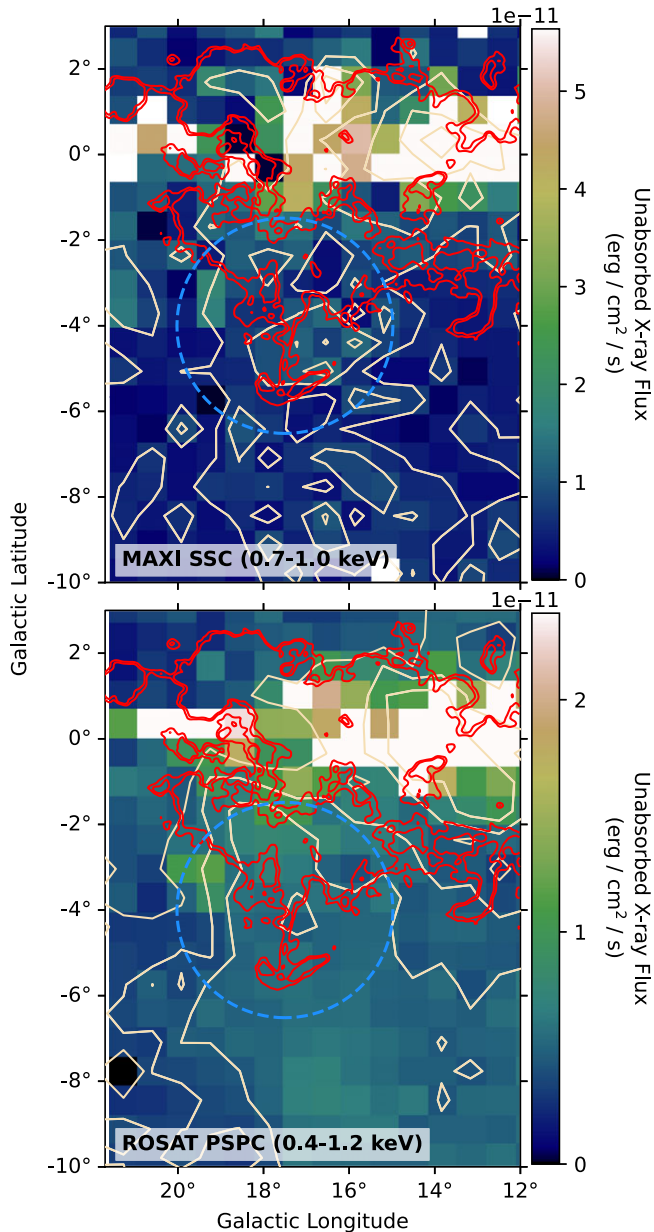 1e−11
2°
0°
-2°
-4°
-6°
-8°
-10°
MAXI SSC (0.7-1.0 keV)
5
4
3
2
1
0
Unabsorbed X-ray Flux
(erg / cm² / s)
Galactic Latitude
1e−11
2°
0°
-2°
-4°
-6°
-8°
-10°
ROSAT PSPC (0.4-1.2 keV)
2
1
0
Unabsorbed X-ray Flux
(erg / cm² / s)
20°
18°
16°
14°
12°
Galactic Longitude